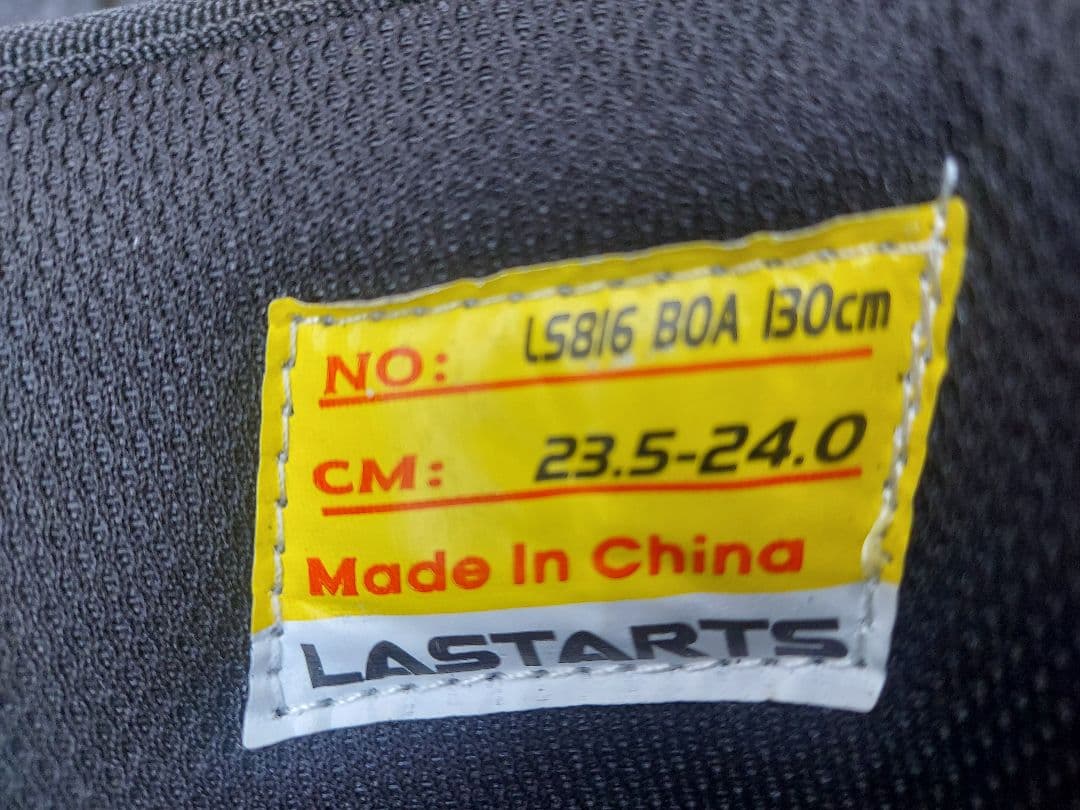 NO: LS816 BOA 130cm
CM: 23.5-24.0
Made In China
LASTARTS